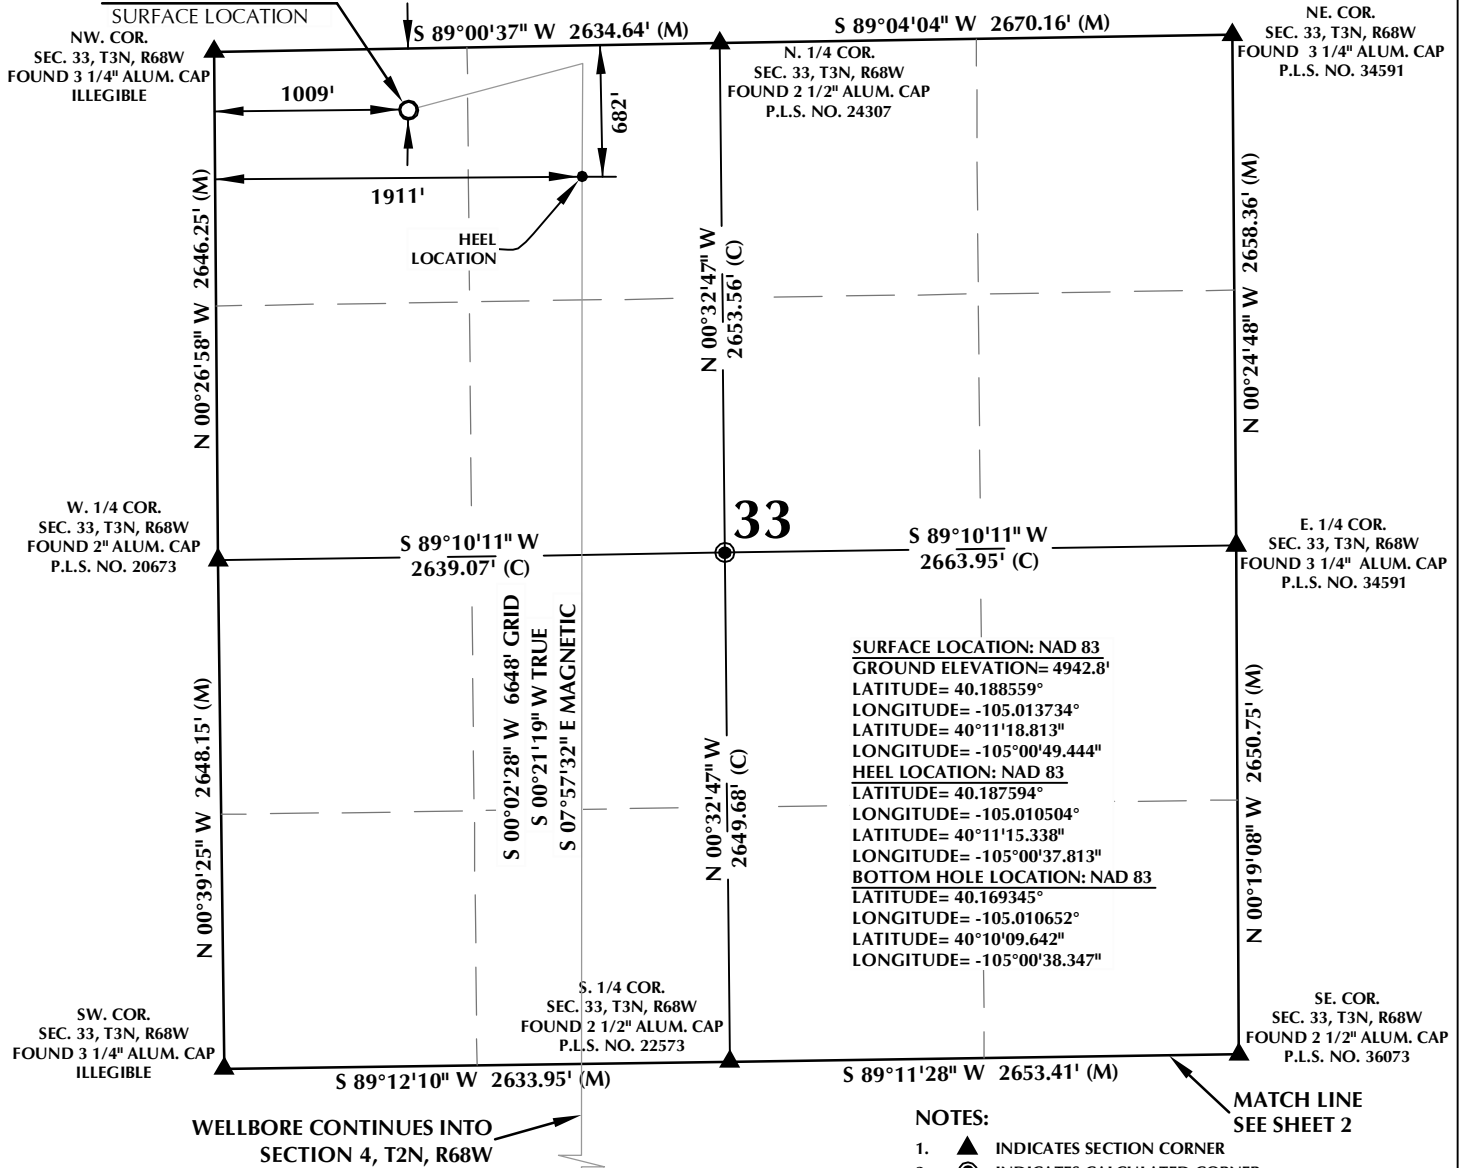 SURFACE LOCATION
NW. COR.
SEC. 33, T3N, R68W
FOUND 3 1/4" ALUM. CAP
ILLEGIBLE
S 89°00'37" W 2634.64' (M)
N. 1/4 COR.
SEC. 33, T3N, R68W
FOUND 2 1/2" ALUM. CAP
P.L.S. NO. 24307
S 89°04'04" W 2670.16' (M)
NE. COR.
SEC. 33, T3N, R68W
FOUND 3 1/4" ALUM. CAP
P.L.S. NO. 34591
1009'
682'
1911'
HEEL
LOCATION
N 00°26'58" W 2646.25' (M)
N 00°32'47" W
2653.56' (C)
N 00°24'48" W 2658.36' (M)
W. 1/4 COR.
SEC. 33, T3N, R68W
FOUND 2" ALUM. CAP
P.L.S. NO. 20673
S 89°10'11" W
2639.07' (C)
33
S 89°10'11" W
2663.95' (C)
E. 1/4 COR.
SEC. 33, T3N, R68W
FOUND 3 1/4" ALUM. CAP
P.L.S. NO. 34591
S 00°02'28" W 6648' GRID
S 00°21'19" W TRUE
S 07°57'32" E MAGNETIC
N 00°39'25" W 2648.15' (M)
N 00°32'47" W
2649.68' (C)
SURFACE LOCATION: NAD 83
GROUND ELEVATION= 4942.8'
LATITUDE= 40.188559°
LONGITUDE= -105.013734°
LATITUDE= 40°11'18.813"
LONGITUDE= -105°00'49.444"
HEEL LOCATION: NAD 83
LATITUDE= 40.187594°
LONGITUDE= -105.010504°
LATITUDE= 40°11'15.338"
LONGITUDE= -105°00'37.813"
BOTTOM HOLE LOCATION: NAD 83
LATITUDE= 40.169345°
LONGITUDE= -105.010652°
LATITUDE= 40°10'09.642"
LONGITUDE= -105°00'38.347"
N 00°19'08" W 2650.75' (M)
SW. COR.
SEC. 33, T3N, R68W
FOUND 3 1/4" ALUM. CAP
ILLEGIBLE
S. 1/4 COR.
SEC. 33, T3N, R68W
FOUND 2 1/2" ALUM. CAP
P.L.S. NO. 22573
SE. COR.
SEC. 33, T3N, R68W
FOUND 2 1/2" ALUM. CAP
P.L.S. NO. 36073
S 89°12'10" W 2633.95' (M)
S 89°11'28" W 2653.41' (M)
WELLBORE CONTINUES INTO
SECTION 4, T2N, R68W
MATCH LINE
SEE SHEET 2
NOTES:
1. INDICATES SECTION CORNER
2. INDICATES CALCULATED CORNER